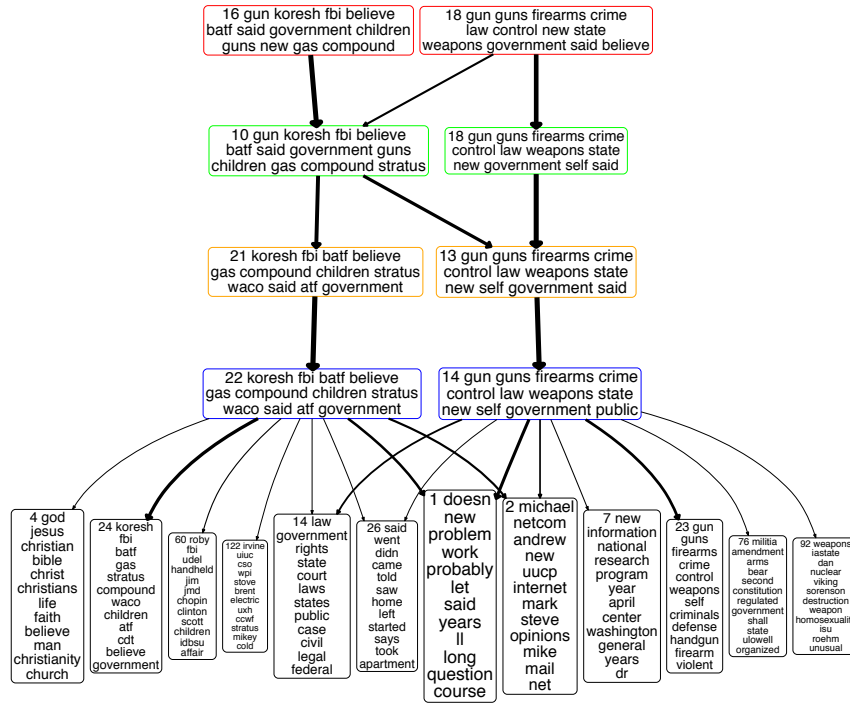 16 gun koresh fbi believe
batf said government children
guns new gas compound
18 gun guns firearms crime
law control new state
weapons government said believe
10 gun koresh fbi believe
batf said government guns
children gas compound stratus
18 gun guns firearms crime
control law weapons state
new government self said
21 koresh fbi batf believe
gas compound children stratus
waco said atf government
13 gun guns firearms crime
control law weapons state
new self government said
22 koresh fbi batf believe
gas compound children stratus
waco said atf government
14 gun guns firearms crime
control law weapons state
new self government public
4 god
jesus
christian
bible
christ
christians
life
faith
believe
man
christianity
church
24 koresh
fbi
batf
gas
stratus
compound
waco
children
atf
cdt
believe
government
60 roby
fbi
udel
handheld
jim
jmd
chopin
clinton
scott
children
idbsu
affair
122 irvine
uiuc
cso
wpi
stove
brent
electric
uxh
ccwf
stratus
mikey
cold
14 law
government
rights
state
court
laws
states
public
case
civil
legal
federal
26 said
went
didn
came
told
saw
home
left
started
says
took
apartment
1 doesn
new
problem
work
probably
let
said
years
ll
long
question
course
2 michael
netcom
andrew
new
uucp
internet
mark
steve
opinions
mike
mail
net
7 new
information
national
research
program
year
april
center
washington
general
years
dr
23 gun
guns
firearms
crime
control
weapons
self
criminals
defense
handgun
firearm
violent
76 militia
amendment
arms
bear
second
constitution
regulated
government
shall
state
ulowell
organized
92 weapons
iastate
dan
nuclear
viking
sorenson
destruction
weapon
homosexuality
isu
roehm
unusual